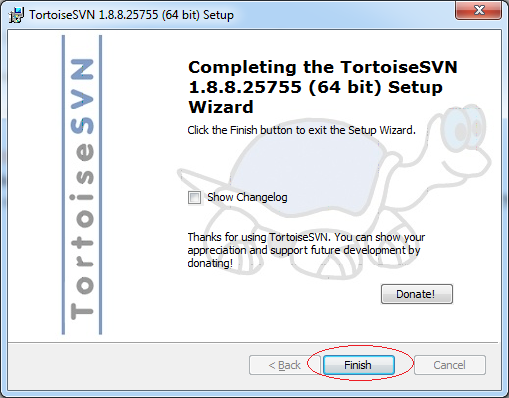 TortoiseSVN 1.8.8.25755 (64 bit) Setup
TortoiseSVN
Completing the TortoiseSVN
1.8.8.25755 (64 bit) Setup
Wizard
Click the Finish button to exit the Setup Wizard.
Show Changelog
Thanks for using TortoiseSVN. You can show your
appreciation and support future development by
donating!
Donate!
< Back
Finish
Cancel